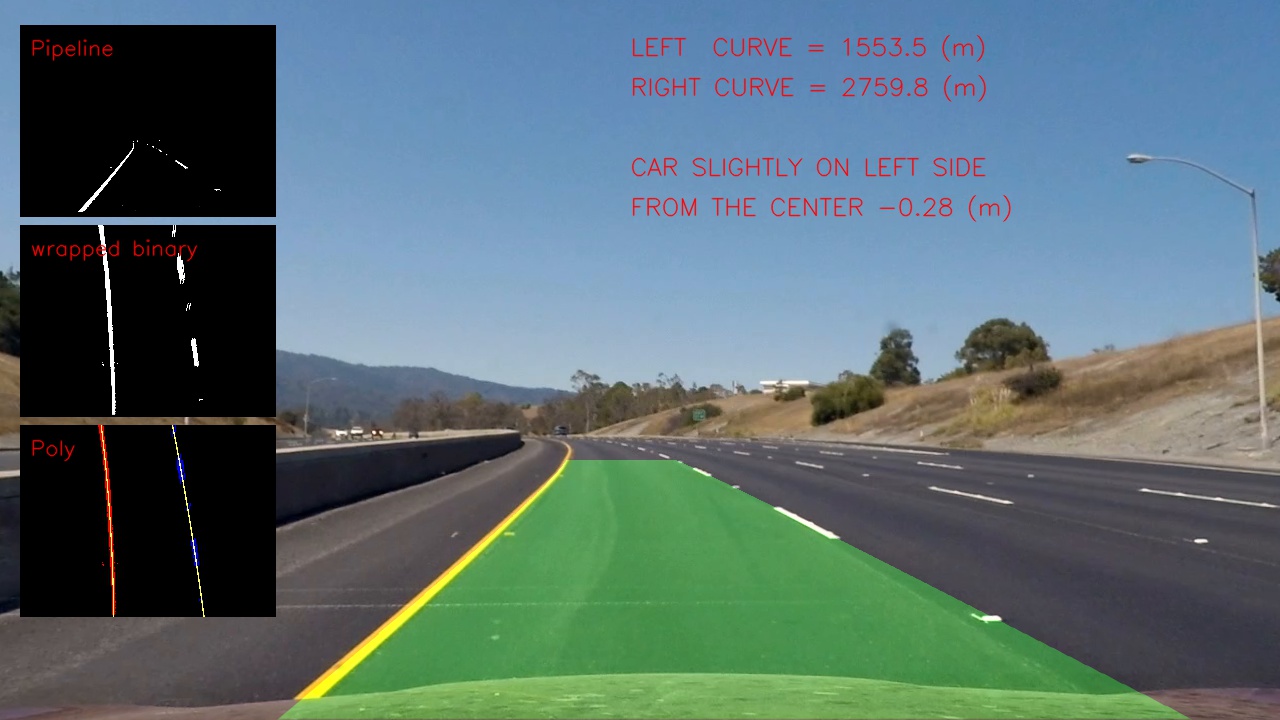 Pipeline
LEFT  CURVE = 1553.5 (m)
RIGHT CURVE = 2759.8 (m)
CAR SLIGHTLY ON LEFT SIDE
FROM THE CENTER -0.28 (m)
wrapped binary
Poly